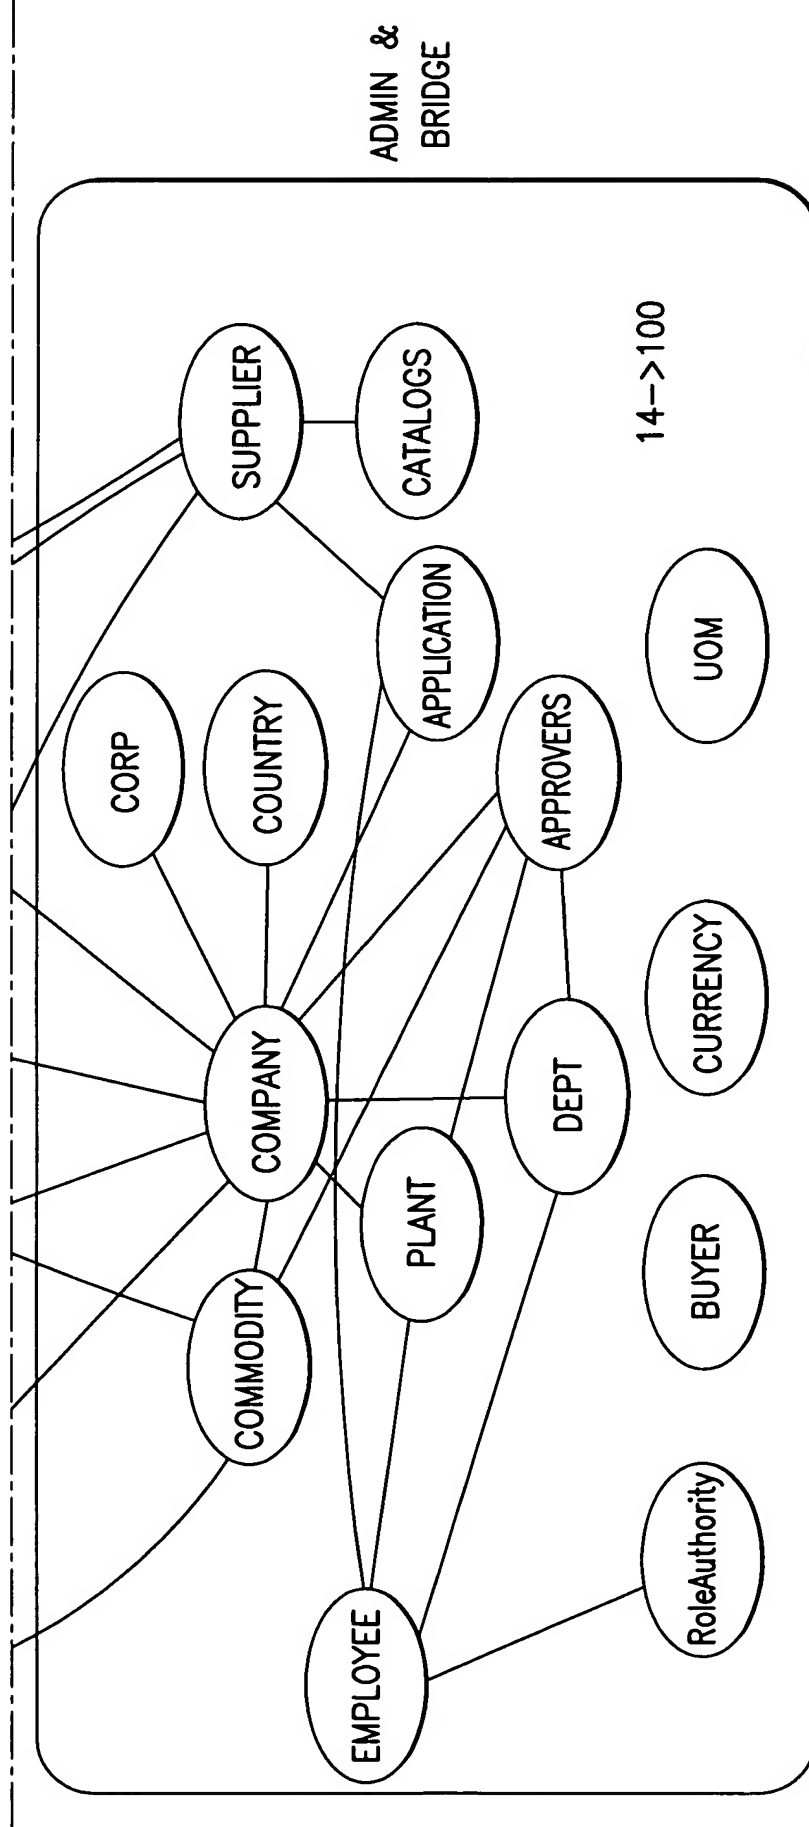 ADMIN &
BRIDGE
CORP
SUPPLIER
COUNTRY
COMPANY
COMMODITY
CATALOGS
APPLICATION
PLANT
EMPLOYEE
APPROVERS
DEPT
14-->100
UOM
CURRENCY
BUYER
RoleAuthority